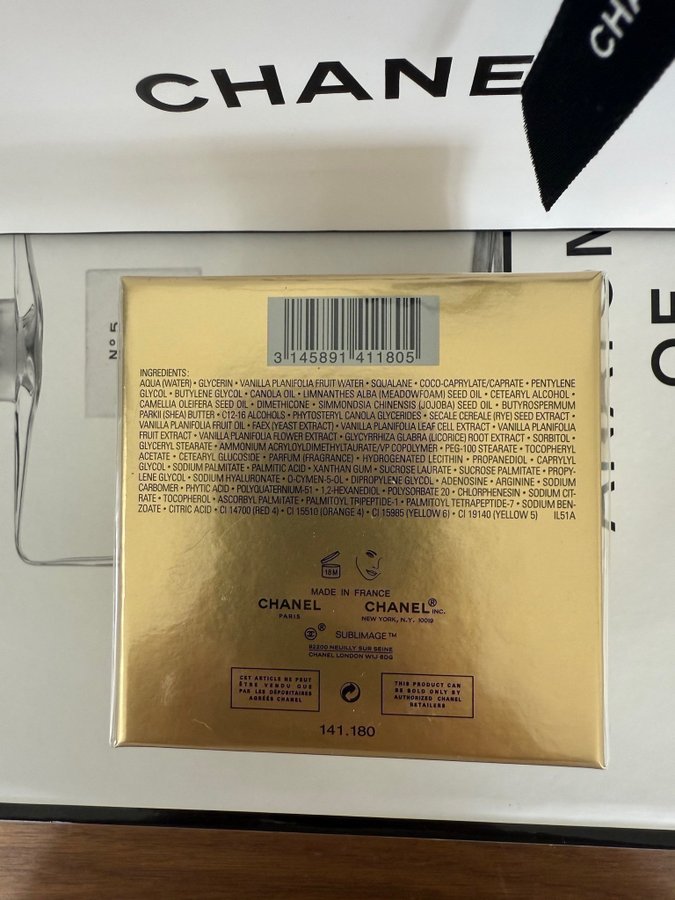 CHANE
CHA
Nº5
OF
3 145891 411805
INGREDIENTS:
AQUA (WATER) • GLYCERIN • VANILLA PLANIFOLIA FRUIT WATER • SQUALANE • COCO-CAPRYLATE/CAPRATE • PENTYLENE
GLYCOL • BUTYLENE GLYCOL • CANOLA OIL • LIMNANTHES ALBA (MEADOWFOAM) SEED OIL • CETEARYL ALCOHOL •
CAMELLIA OLEIFERA SEED OIL • DIMETHICONE • SIMMONDSIA CHINENSIS (JOJOBA) SEED OIL • BUTYROSPERMUM
PARKII (SHEA) BUTTER • C12-16 ALCOHOLS • PHYTOSTERYL CANOLA GLYCERIDES • SECALE CEREALE (RYE) SEED EXTRACT •
VANILLA PLANIFOLIA FRUIT OIL • FAEX (YEAST EXTRACT) • VANILLA PLANIFOLIA LEAF CELL EXTRACT • VANILLA PLANIFOLIA
FRUIT EXTRACT • VANILLA PLANIFOLIA FLOWER EXTRACT • GLYCYRRHIZA GLABRA (LICORICE) ROOT EXTRACT • SORBITOL •
GLYCERYL STEARATE • AMMONIUM ACRYLOYLDIMETHYLTAURATE/VP COPOLYMER • PEG-100 STEARATE • TOCOPHERYL
ACETATE • CETEARYL GLUCOSIDE • PARFUM (FRAGRANCE) • HYDROGENATED LECITHIN • PROPANEDIOL • CAPRYLYL
GLYCOL • SODIUM PALMITATE • PALMITIC ACID • XANTHAN GUM • SUCROSE LAURATE • SUCROSE PALMITATE • PROPY-
LENE GLYCOL • SODIUM HYALURONATE • O-CYMEN-5-OL • DIPROPYLENE GLYCOL • ADENOSINE • ARGININE • SODIUM
CARBOMER • PHYTIC ACID • POLYQUATERNIUM-51 • 1,2-HEXANEDIOL • POLYSORBATE 20 • CHLORPHENESIN • SODIUM CIT-
RATE • TOCOPHEROL • ASCORBYL PALMITATE • PALMITOYL TRIPEPTIDE-1 • PALMITOYL TETRAPEPTIDE-7 • SODIUM BEN-
ZOATE • CITRIC ACID • CI 14700 (RED 4) • CI 15510 (ORANGE 4) • CI 15985 (YELLOW 6) • CI 19140 (YELLOW 5) IL51A
18M
MADE IN FRANCE
CHANEL CHANEL® INC.
PARIS NEW YORK, N.Y. 10019
® SUBLIMAGE™
92200 NEUILLY SUR SEINE
CHANEL LONDON W1J 6DG
CET ARTICLE NE PEUT
ÊTRE VENDU QUE
PAR LES DÉPOSITAIRES
AGRÉÉS CHANEL
THIS PRODUCT CAN
BE SOLD ONLY BY
AUTHORIZED CHANEL
RETAILERS
141.180